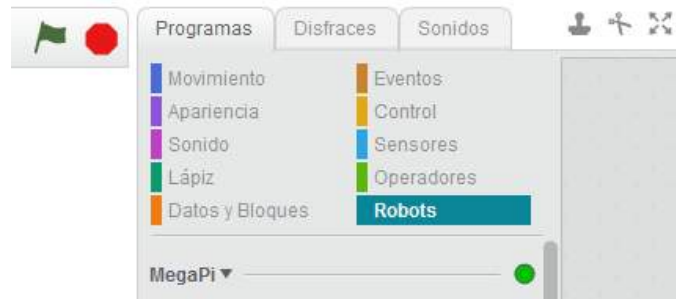 Programas Disfraces Sonidos
Movimiento Eventos
Apariencia Control
Sonido Sensores
Lápiz Operadores
Datos y Bloques Robots
MegaPi